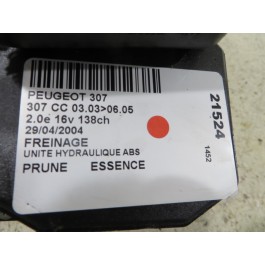 PEUGEOT 307
307 CC 03.03>06.05
2.0e 16v 138ch
29/04/2004
FREINAGE
UNITE HYDRAULIQUE ABS
PRUNE ESSENCE
21524
1452